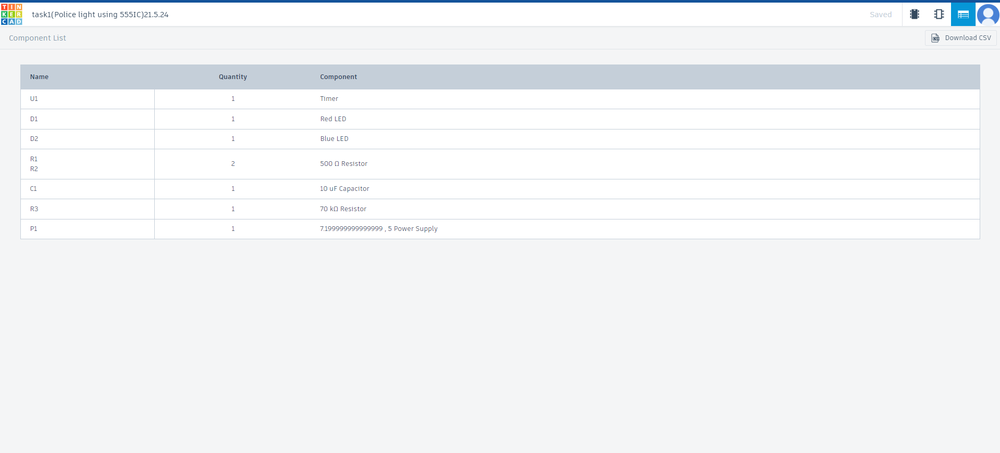 TIN
KER
CAD
task1(Police light using 555IC)21.5.24
Saved
Component List
CSV
Download CSV
Name Quantity Component
U1 1 Timer
D1 1 Red LED
D2 1 Blue LED
R1
R2
2 500 Ω Resistor
C1 1 10 uF Capacitor
R3 1 70 kΩ Resistor
P1 1 7.199999999999999 , 5 Power Supply